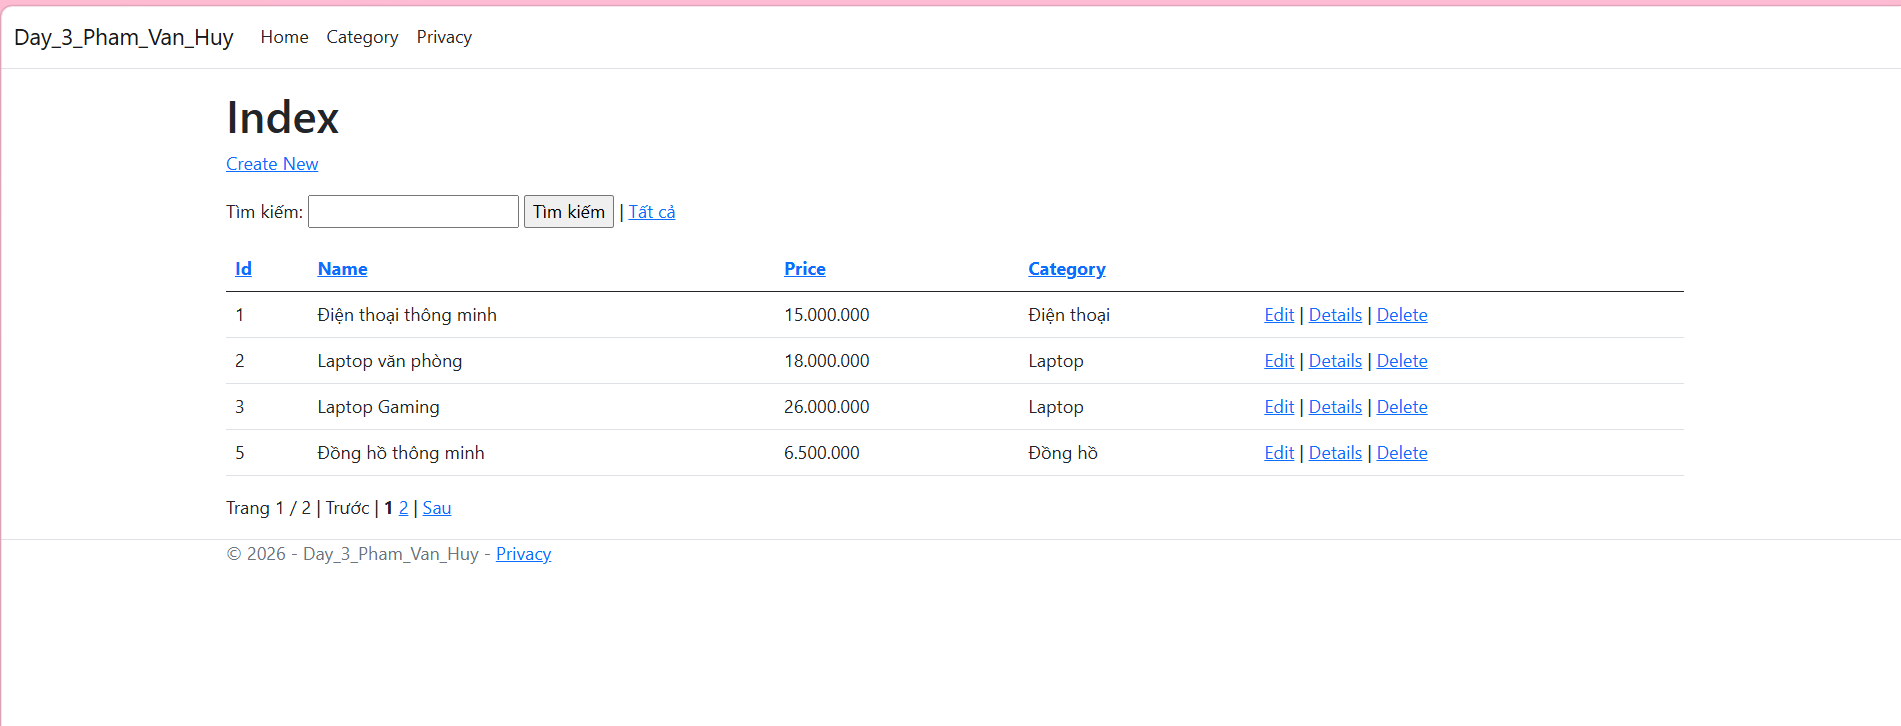 Day_3_Pham_Van_Huy Home Category Privacy
Index
Create New
Tìm kiếm: Tìm kiếm | Tất cả
Id Name Price Category
1 Điện thoại thông minh 15.000.000 Điện thoại Edit | Details | Delete
2 Laptop văn phòng 18.000.000 Laptop Edit | Details | Delete
3 Laptop Gaming 26.000.000 Laptop Edit | Details | Delete
5 Đồng hồ thông minh 6.500.000 Đồng hồ Edit | Details | Delete
Trang 1 / 2 | Trước | 1 2 | Sau
© 2026 - Day_3_Pham_Van_Huy - Privacy